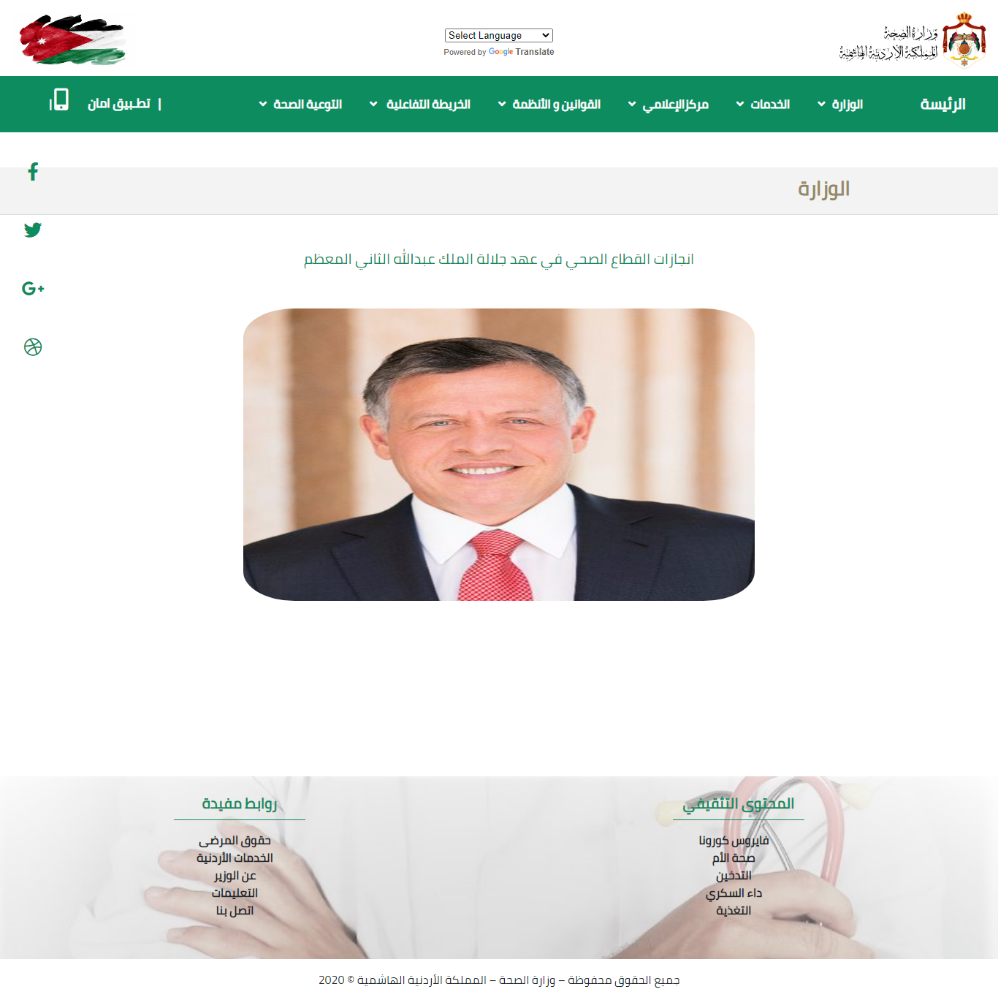 وزارة الصحة
المملكة الأردنية الهاشمية
Select Language
Powered by Google Translate
الرئيسة
الوزارة
الخدمات
مركزالإعلامي
القوانين و الأنظمة
الخريطة التفاعلية
التوعية الصحة
| تطـبيق امان |
الوزارة
G+
انجازات القطاع الصحي في عهد جلالة الملك عبدالله الثاني المعظم
المحتوى التثقيفي
فايروس كورونا
صحة الأم
التدخين
داء السكري
التغذية
روابط مفيدة
حقوق المرضى
الخدمات الأردنية
عن الوزير
التعليمات
اتصل بنا
جميع الحقوق محفوظة – وزارة الصحة – المملكة الأردنية الهاشمية © 2020